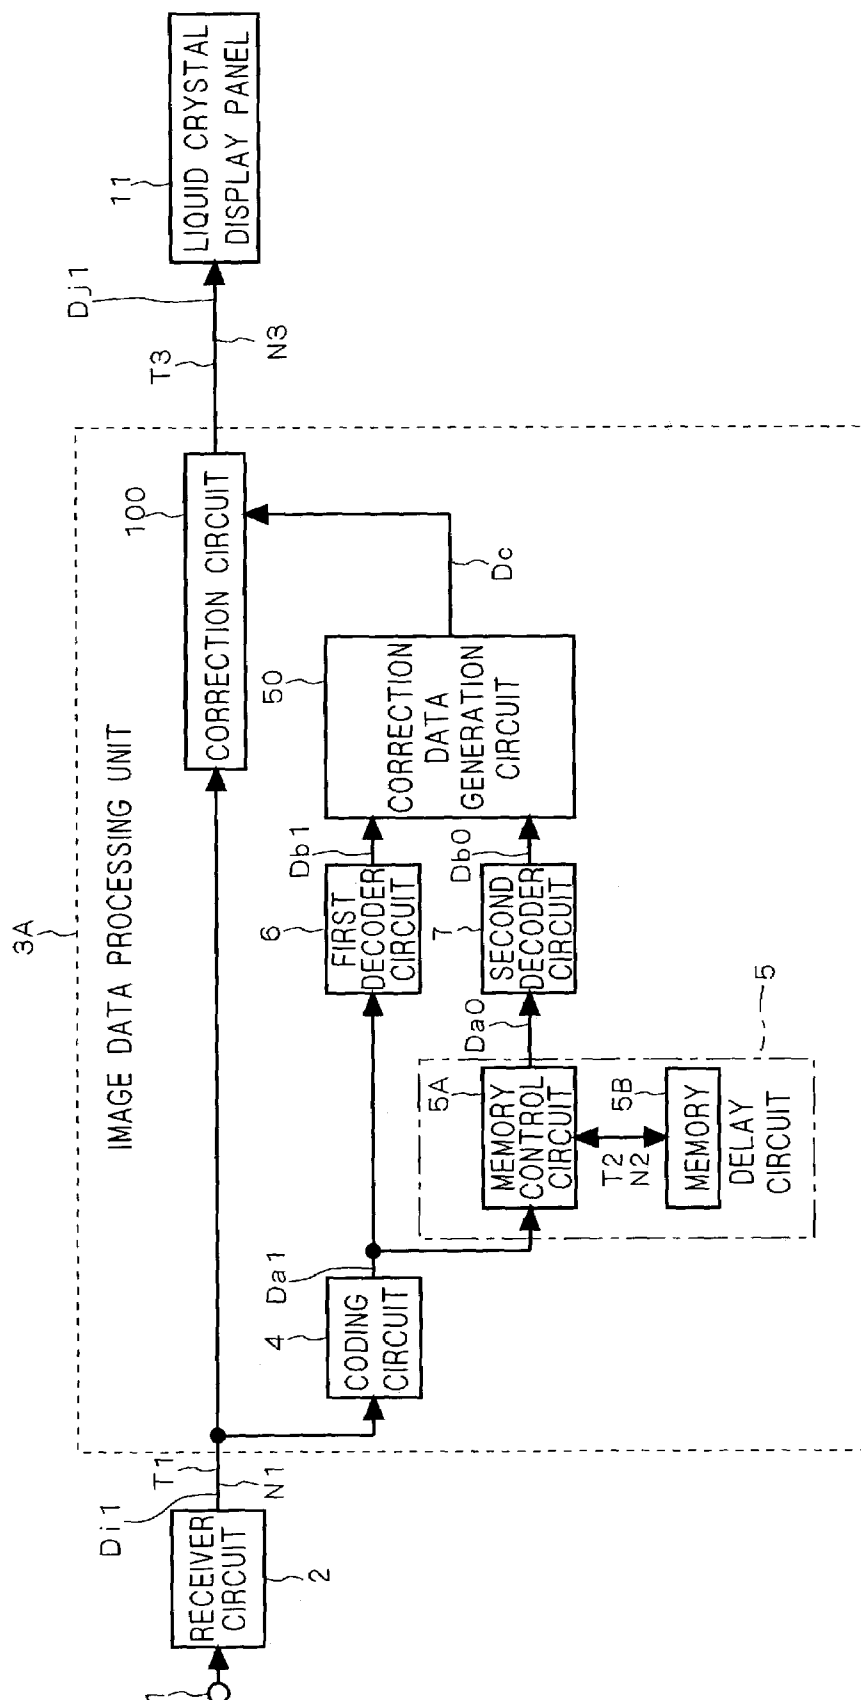 1
RECEIVER
CIRCUIT
2
Di1
T1
N1
3A
IMAGE DATA PROCESSING UNIT
4
CODING
CIRCUIT
Da1
5A
MEMORY
CONTROL
CIRCUIT
T2
N2
5B
MEMORY
DELAY
CIRCUIT
5
Da0
6
FIRST
DECODER
CIRCUIT
Db1
7
SECOND
DECODER
CIRCUIT
Db0
50
CORRECTION
DATA
GENERATION
CIRCUIT
Dc
100
CORRECTION CIRCUIT
T3
N3
Dj1
11
LIQUID CRYSTAL
DISPLAY PANEL